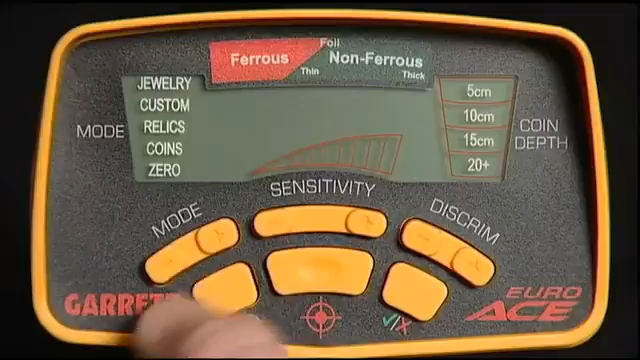 Ferrous
Foil
Non-Ferrous
Thin
Thick
MODE
JEWELRY
CUSTOM
RELICS
COINS
ZERO
5cm
10cm
15cm
20+
COIN
DEPTH
SENSITIVITY
MODE
DISCRIM
- +
- +
EURO
ACE